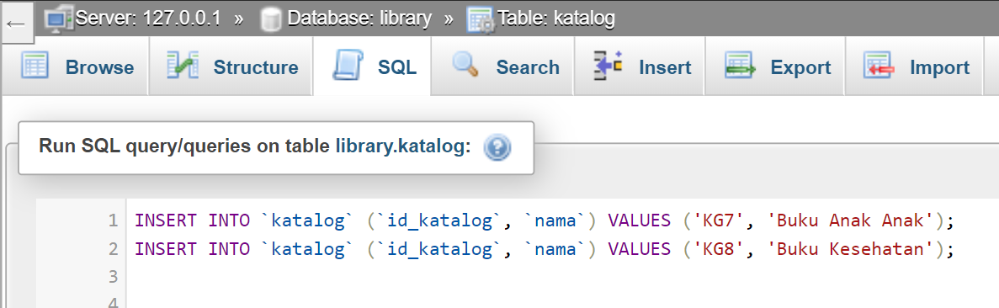 ← Server: 127.0.0.1 » Database: library » Table: katalog
Browse Structure SQL Search Insert Export Import
Run SQL query/queries on table library.katalog:
1 INSERT INTO `katalog` (`id_katalog`, `nama`) VALUES ('KG7', 'Buku Anak Anak');
2 INSERT INTO `katalog` (`id_katalog`, `nama`) VALUES ('KG8', 'Buku Kesehatan');
3
4